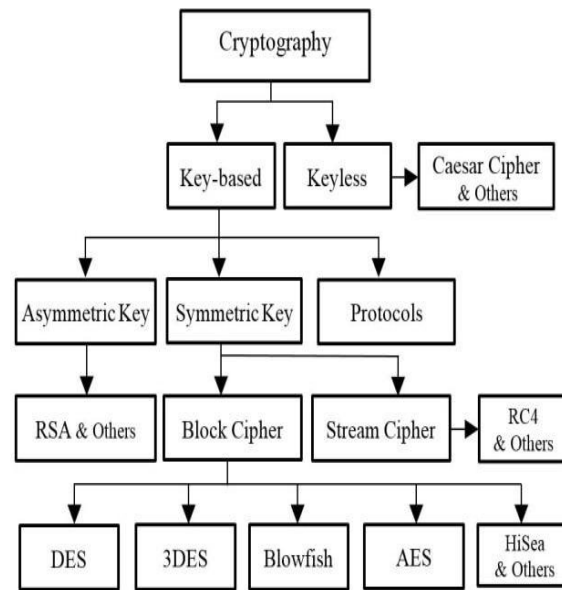 Cryptography
Key-based
Keyless
Caesar Cipher
& Others
Asymmetric Key
Symmetric Key
Protocols
RSA & Others
Block Cipher
Stream Cipher
RC4
& Others
DES
3DES
Blowfish
AES
HiSea
& Others